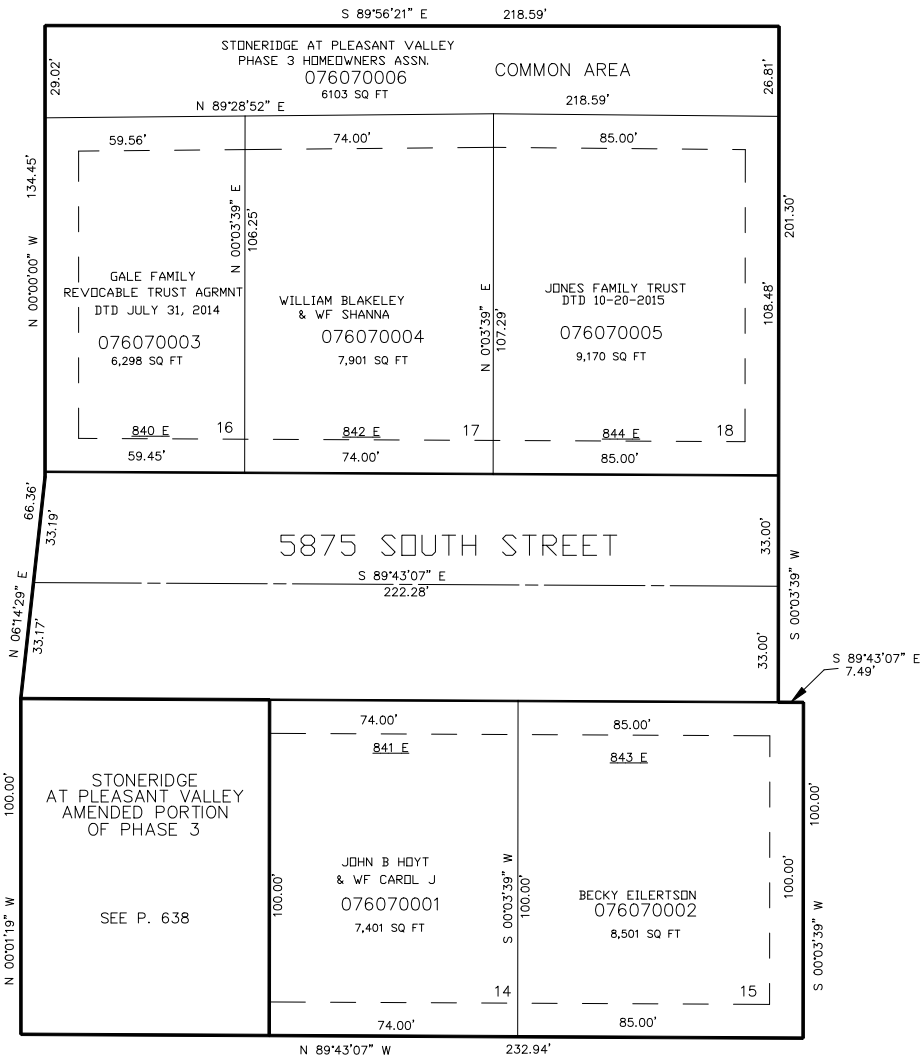 S 89°56'21" E 218.59'
STONERIDGE AT PLEASANT VALLEY
PHASE 3 HOMEOWNERS ASSN.
076070006
6103 SQ FT
COMMON AREA
29.02'
26.81'
N 89°28'52" E
218.59'
59.56'
74.00'
85.00'
N 00°00'00" W 134.45'
N 00°03'39" E
106.25'
N 0°03'39" E
107.29'
201.30'
108.48'
GALE FAMILY
REVOCABLE TRUST AGRMNT
DTD JULY 31, 2014
076070003
6,298 SQ FT
WILLIAM BLAKELEY
& WF SHANNA
076070004
7,901 SQ FT
JONES FAMILY TRUST
DTD 10-20-2015
076070005
9,170 SQ FT
840 E
16
842 E
17
844 E
18
59.45'
74.00'
85.00'
66.36'
33.19'
33.00'
5875 SOUTH STREET
S 89°43'07" E
222.28'
N 06°14'29" E
33.17'
33.00'
S 00°03'39" W
S 89°43'07" E
7.49'
74.00'
841 E
85.00'
843 E
STONERIDGE
AT PLEASANT VALLEY
AMENDED PORTION
OF PHASE 3
SEE P. 638
N 00°01'19" W 100.00'
100.00'
JOHN B HOYT
& WF CAROL J
076070001
7,401 SQ FT
S 00°03'39" W
100.00'
BECKY EILERTSON
076070002
8,501 SQ FT
100.00'
S 00°03'39" W 100.00'
14
15
74.00'
85.00'
N 89°43'07" W 232.94'